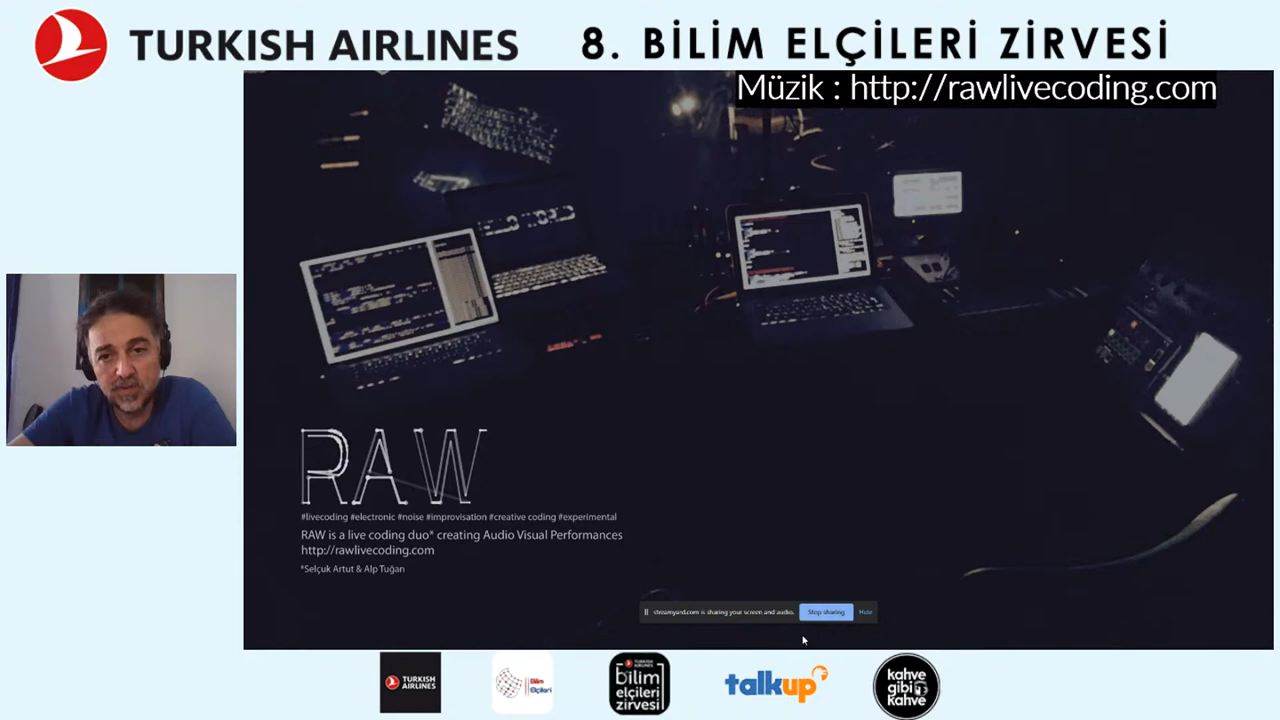 TURKISH AIRLINES
8. BİLİM ELÇİLERİ ZİRVESİ
Müzik : http://rawlivecoding.com
RAW
#livecoding #electronic #noise #improvisation #creative coding #experimental
RAW is a live coding duo* creating Audio Visual Performances
http://rawlivecoding.com
*Selçuk Artut & Alp Tuğan
streamyard.com is sharing your screen and audio.
Stop sharing
Hide
TURKISH AIRLINES
Bilim
Elçileri
TURKISH AIRLINES
bilim
elçileri
zirvesi
talkup
kahve
gibi
kahve